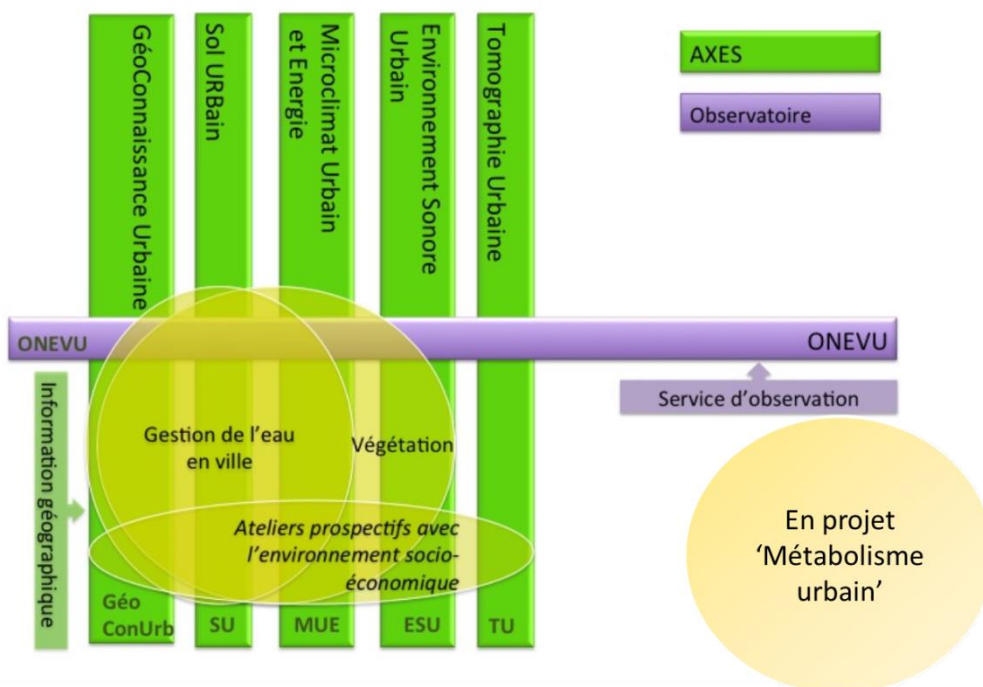 GéoConnaissance Urbaine
Sol URBain
Microclimat Urbain
et Energie
Environnement Sonore
Urbain
Tomographie Urbaine
AXES
Observatoire
ONEVU
ONEVU
Information géographique
Service d'observation
Gestion de l'eau
en ville
Végétation
Ateliers prospectifs avec
l'environnement socio-
économique
En projet
'Métabolisme
urbain'
Géo
ConUrb
SU
MUE
ESU
TU